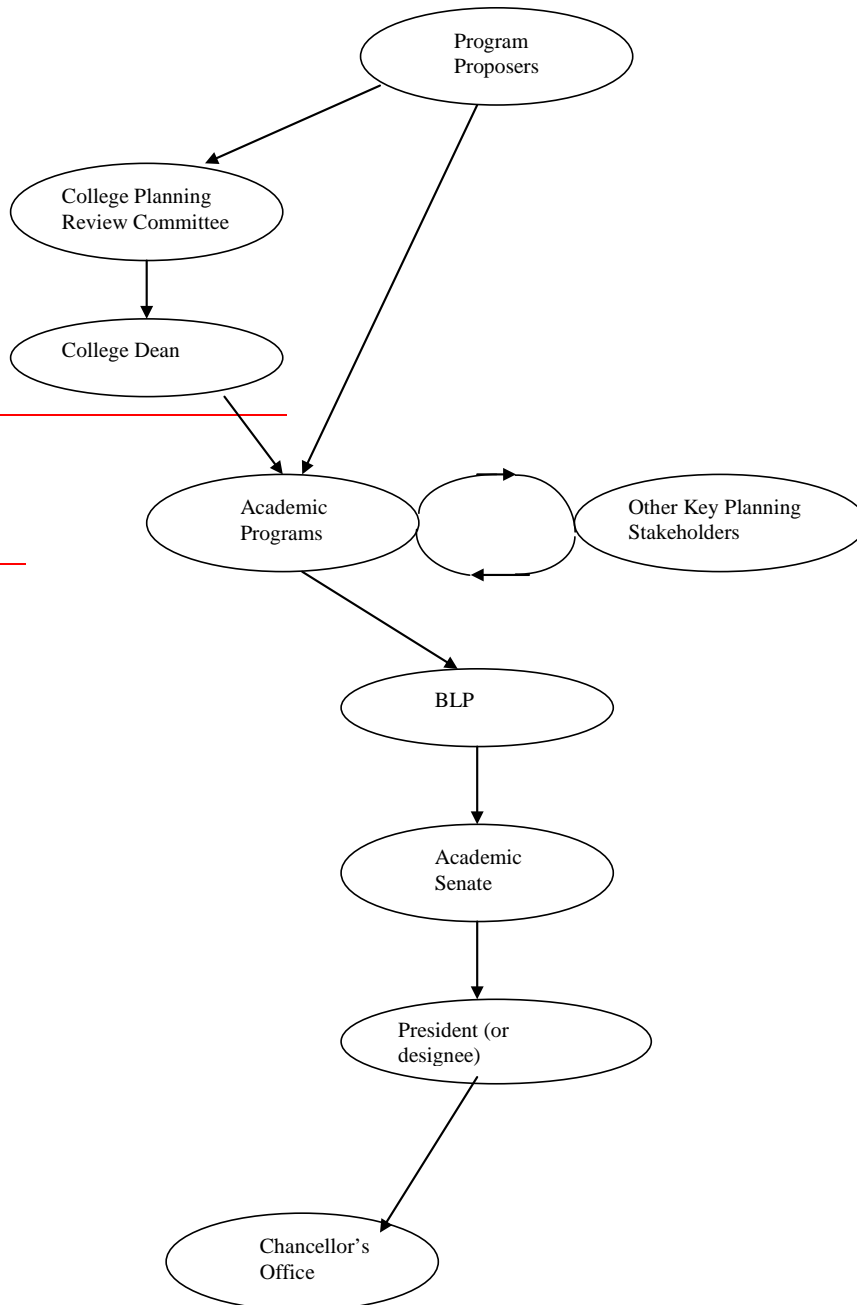 Program
Proposers
College Planning
Review Committee
College Dean
Academic
Programs
Other Key Planning
Stakeholders
BLP
Academic
Senate
President (or
designee)
Chancellor’s
Office